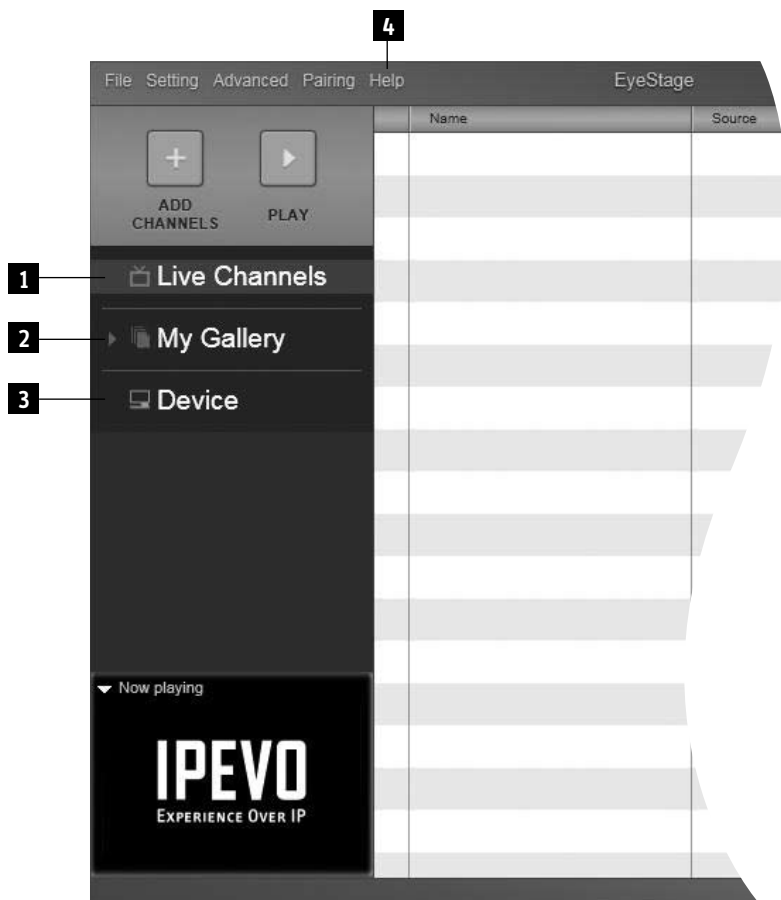 4
File Setting Advanced Pairing Help EyeStage
Name Source
ADD
CHANNELS
PLAY
1 Live Channels
2 My Gallery
3 Device
Now playing
IPEVO
EXPERIENCE OVER IP